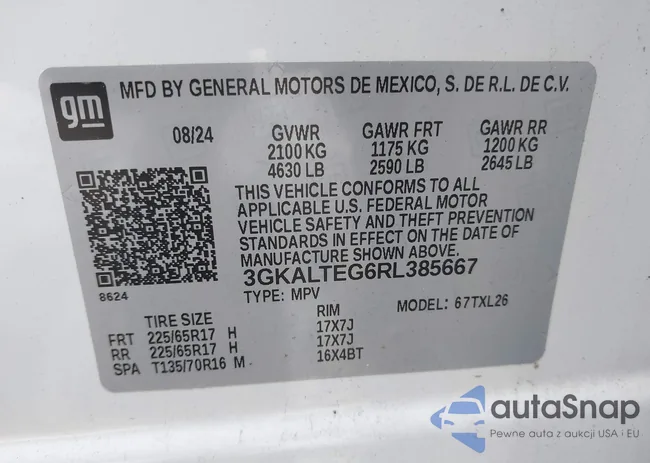 gm
MFD BY GENERAL MOTORS DE MEXICO, S. DE R.L. DE C.V.
08/24 GVWR GAWR FRT GAWR RR
2100 KG 1175 KG 1200 KG
4630 LB 2590 LB 2645 LB
THIS VEHICLE CONFORMS TO ALL
APPLICABLE U.S. FEDERAL MOTOR
VEHICLE SAFETY AND THEFT PREVENTION
STANDARDS IN EFFECT ON THE DATE OF
MANUFACTURE SHOWN ABOVE.
3GKALTEG6RL385667
8624
TYPE: MPV
MODEL: 67TXL26
TIRE SIZE RIM
FRT 225/65R17 H 17X7J
RR 225/65R17 H 17X7J
SPA T135/70R16 M 16X4BT
autaSnap
Pewne auta z aukcji USA i EU